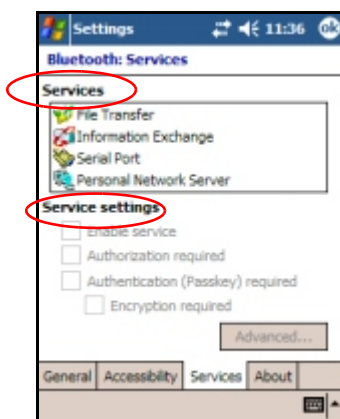 Settings 11:36 ok
Bluetooth: Services
Services
File Transfer
Information Exchange
Serial Port
Personal Network Server
Service settings
Enable service
Authorization required
Authentication (Passkey) required
Encryption required
Advanced...
General Accessibility Services About